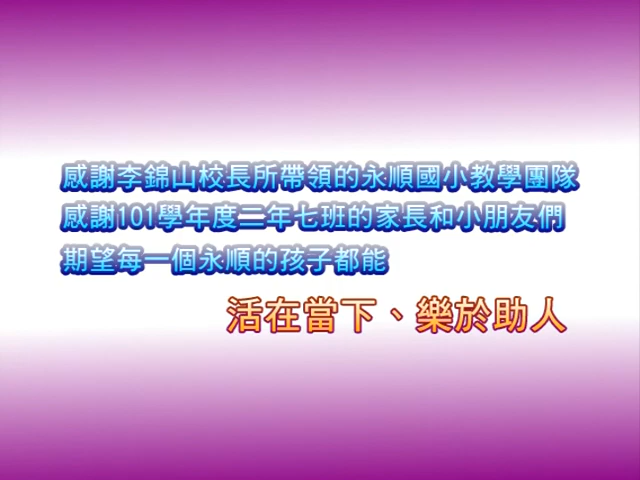 感謝李錦山校長所帶領的永順國小教學團隊
感謝101學年度二年七班的家長和小朋友們
期望每一個永順的孩子都能
活在當下、樂於助人